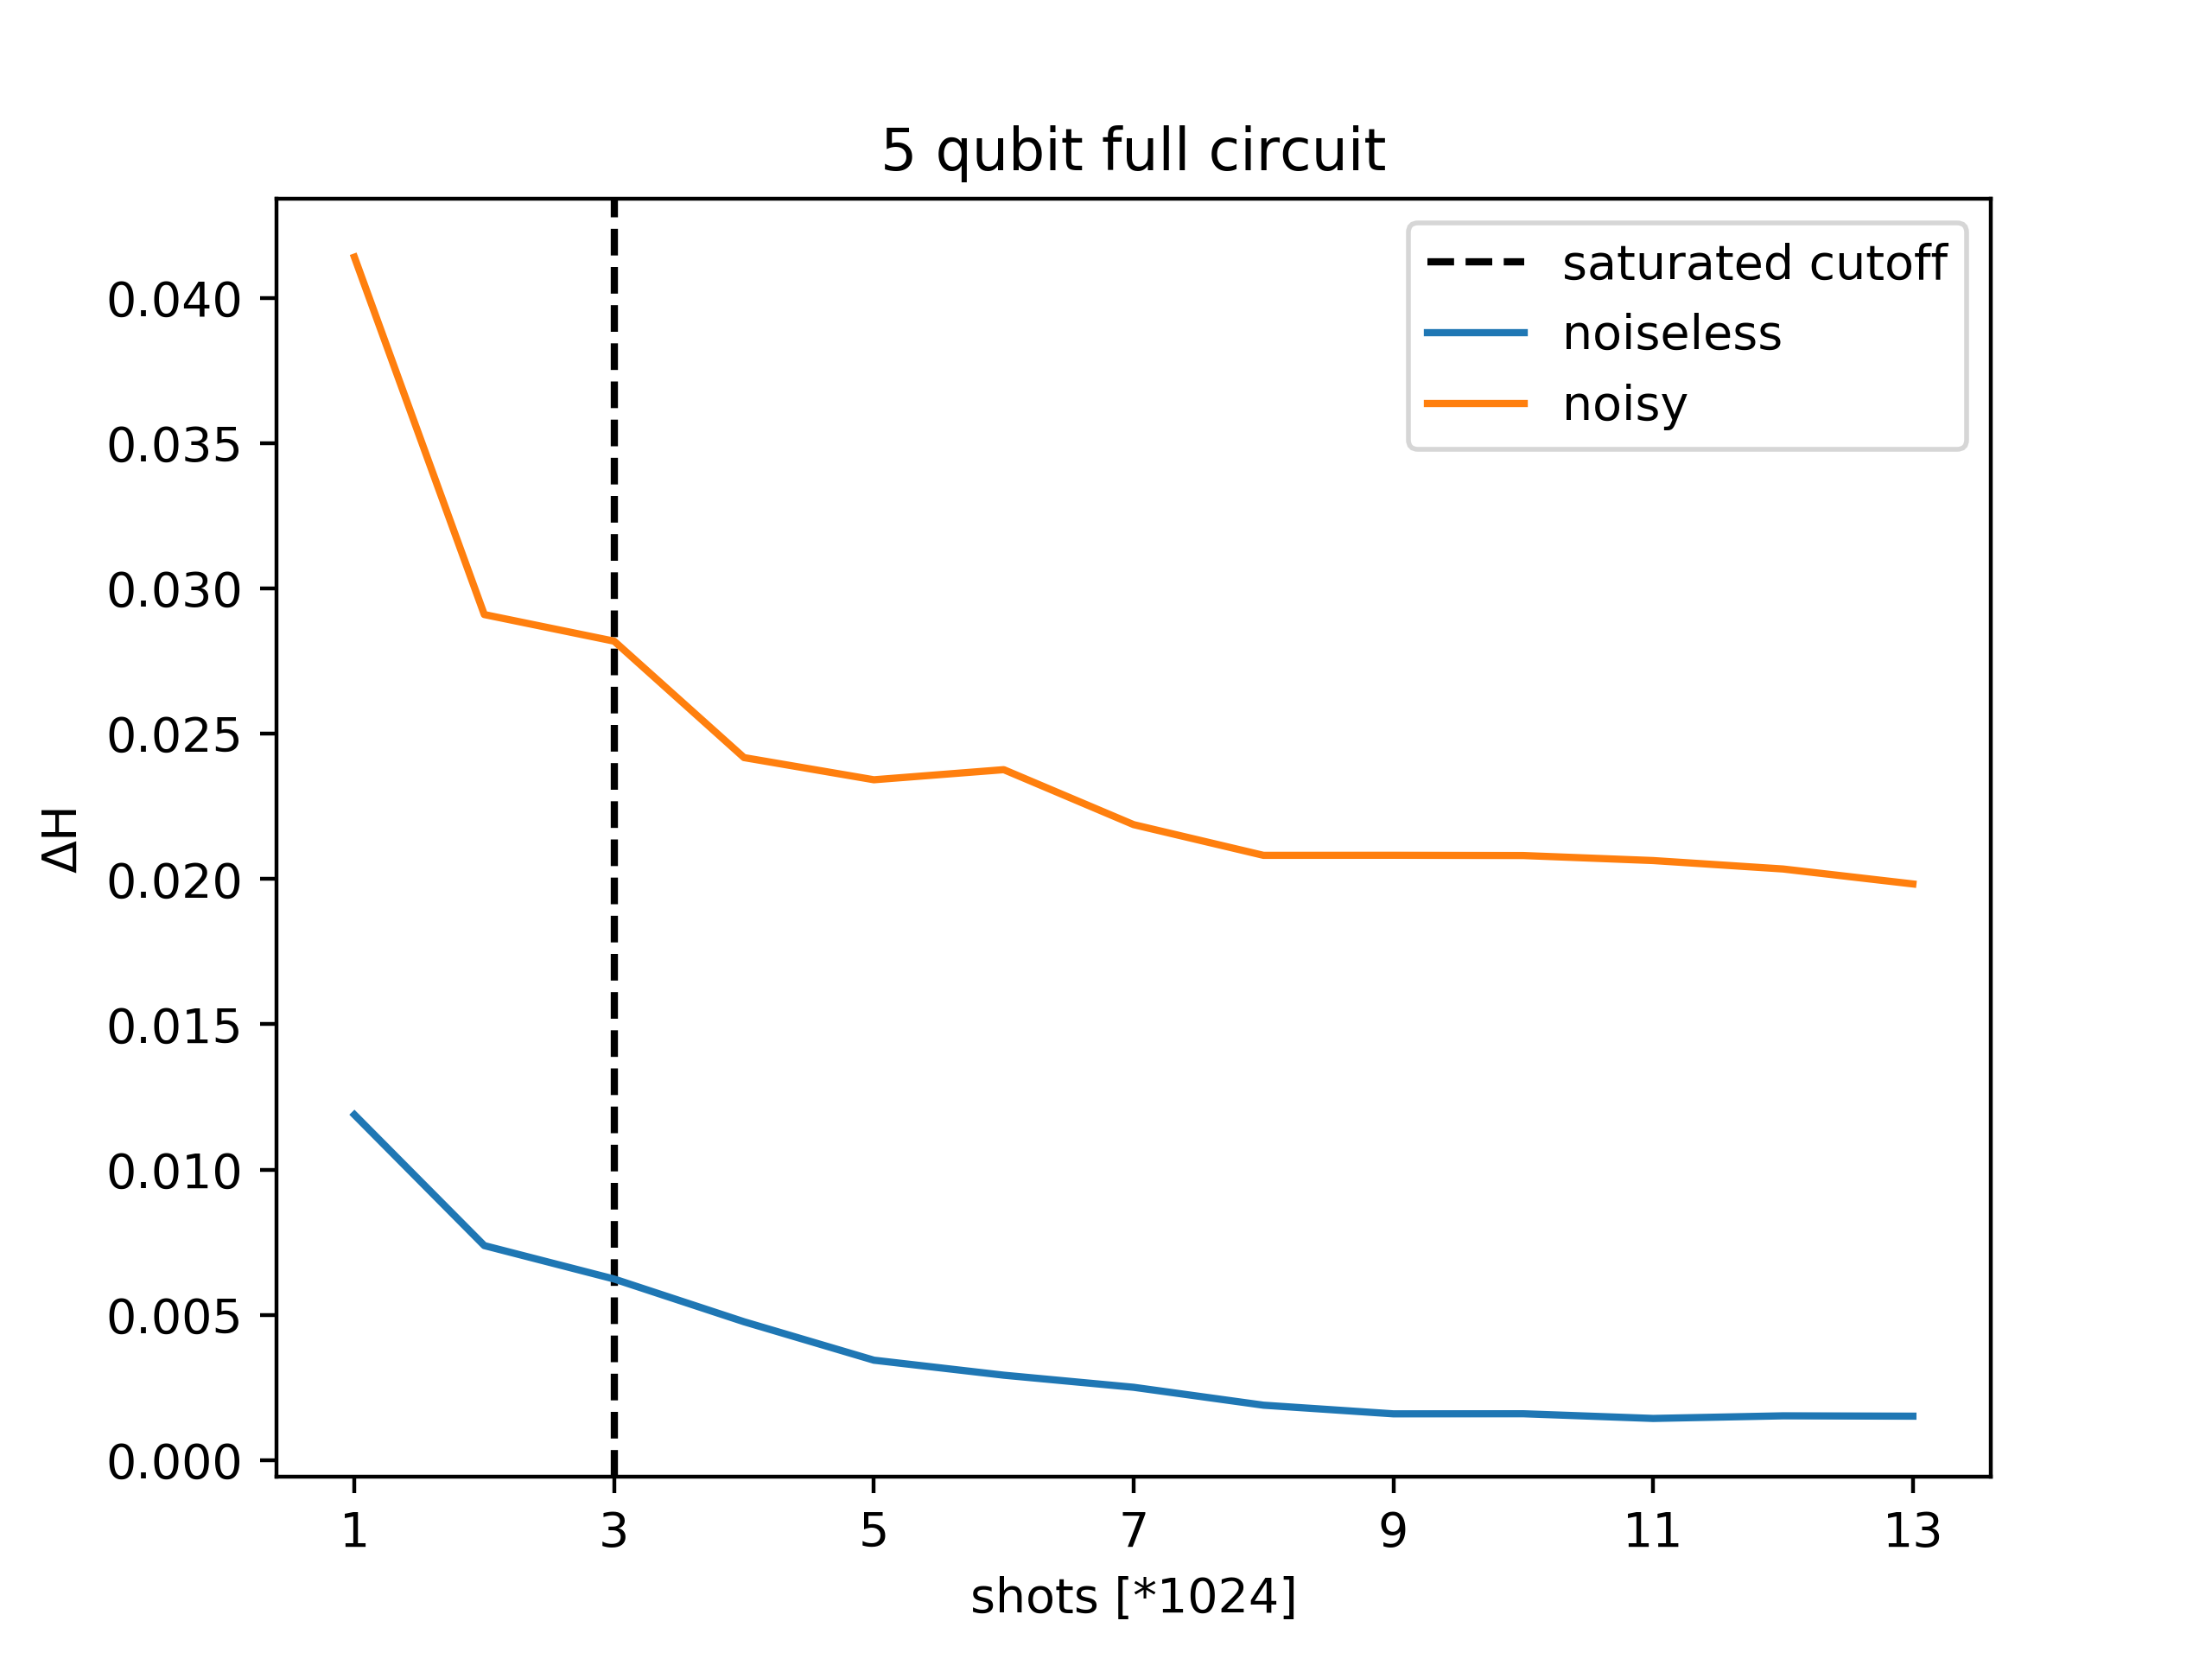 5 qubit full circuit
saturated cutoff
noiseless
noisy
0.040
0.035
0.030
0.025
0.020
0.015
0.010
0.005
0.000
ΔH
1 3 5 7 9 11 13
shots [*1024]